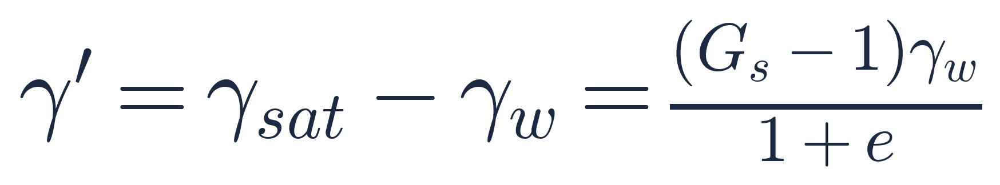 γ′ = γ_sat − γ_w = (G_s − 1)γ_w / (1 + e)